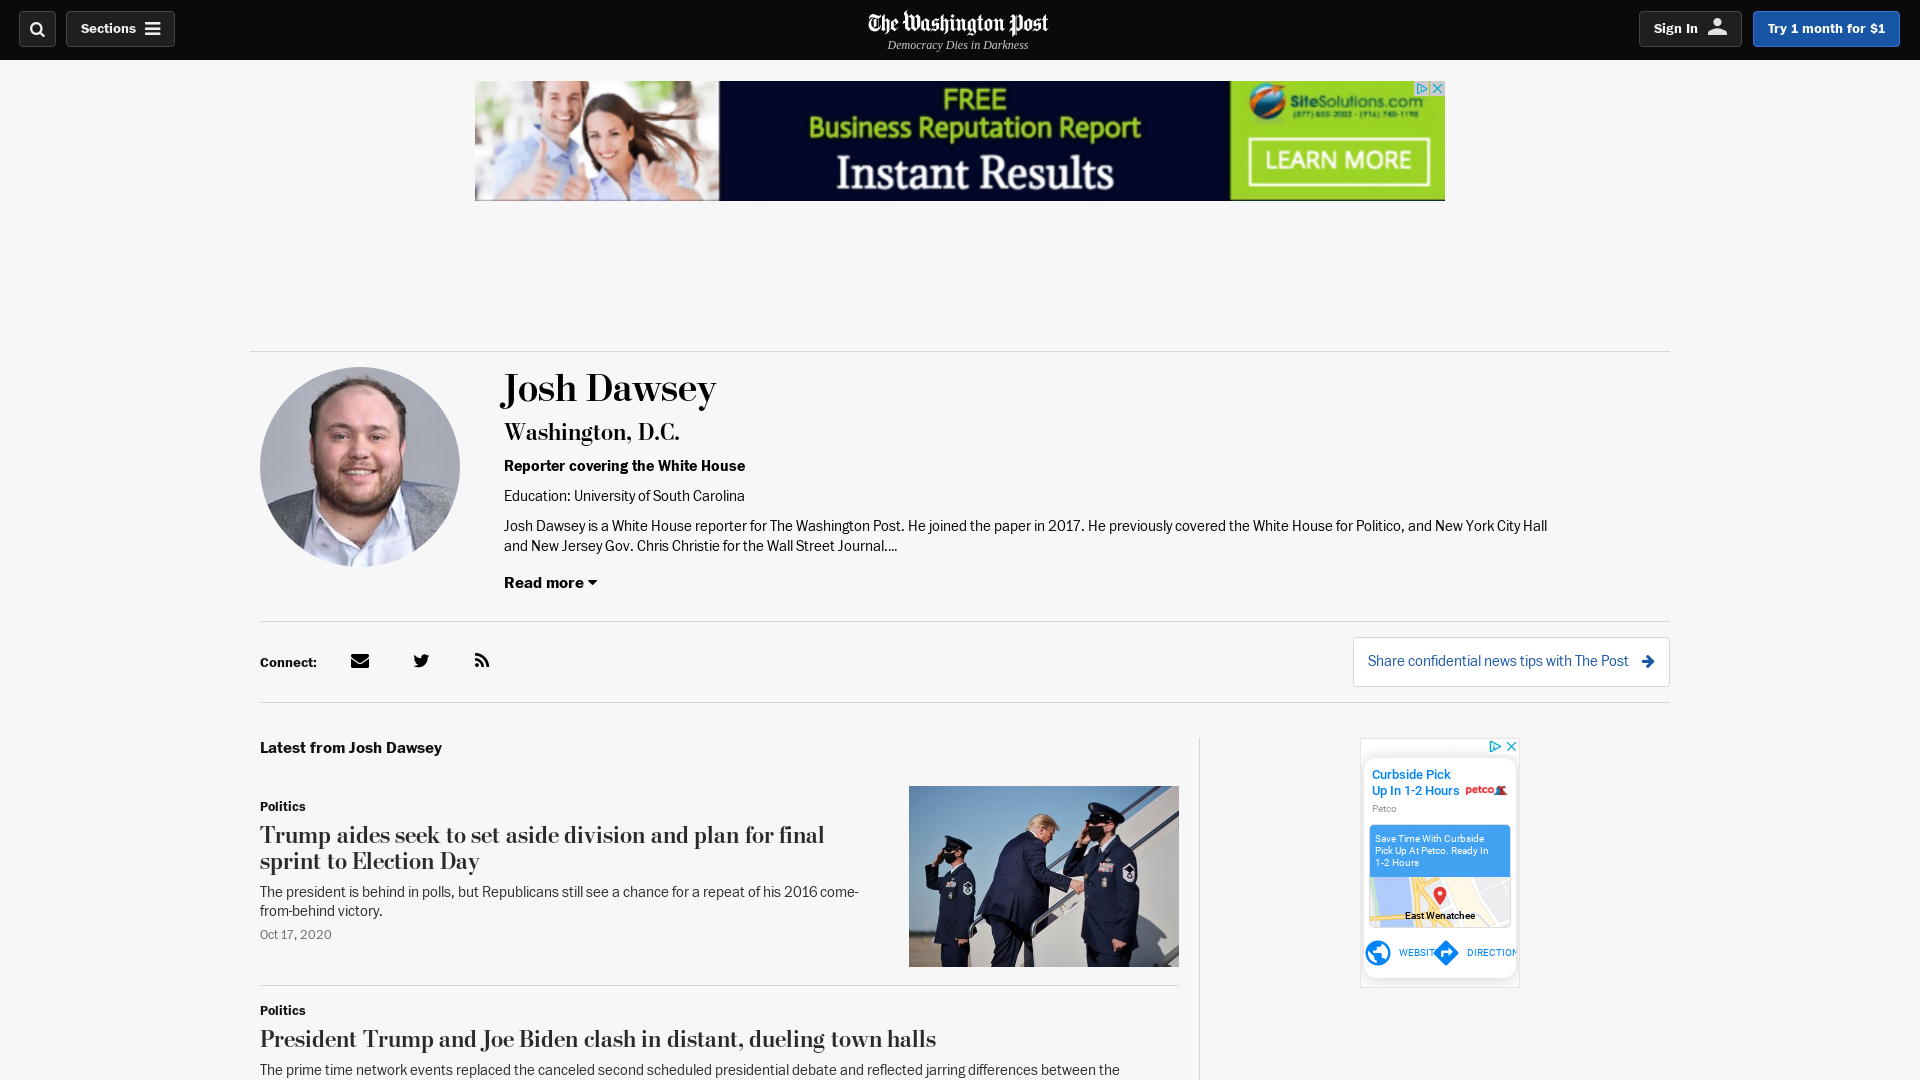 Sections
The Washington Post
Democracy Dies in Darkness
Sign In
Try 1 month for $1
FREE
Business Reputation Report
Instant Results
SiteSolutions.com
LEARN MORE
Josh Dawsey
Washington, D.C.
Reporter covering the White House
Education: University of South Carolina
Josh Dawsey is a White House reporter for The Washington Post. He joined the paper in 2017. He previously covered the White House for Politico, and New York City Hall
and New Jersey Gov. Chris Christie for the Wall Street Journal....
Read more
Connect:
Share confidential news tips with The Post
Latest from Josh Dawsey
Politics
Trump aides seek to set aside division and plan for final
sprint to Election Day
The president is behind in polls, but Republicans still see a chance for a repeat of his 2016 come-
from-behind victory.
Oct 17, 2020
Politics
President Trump and Joe Biden clash in distant, dueling town halls
The prime time network events replaced the canceled second scheduled presidential debate and reflected jarring differences between the
Curbside Pick
Up In 1-2 Hours
petco
Petco
Save Time With Curbside
Pick Up At Petco. Ready In
1-2 Hours
East Wenatchee
WEBSIT
DIRECTION